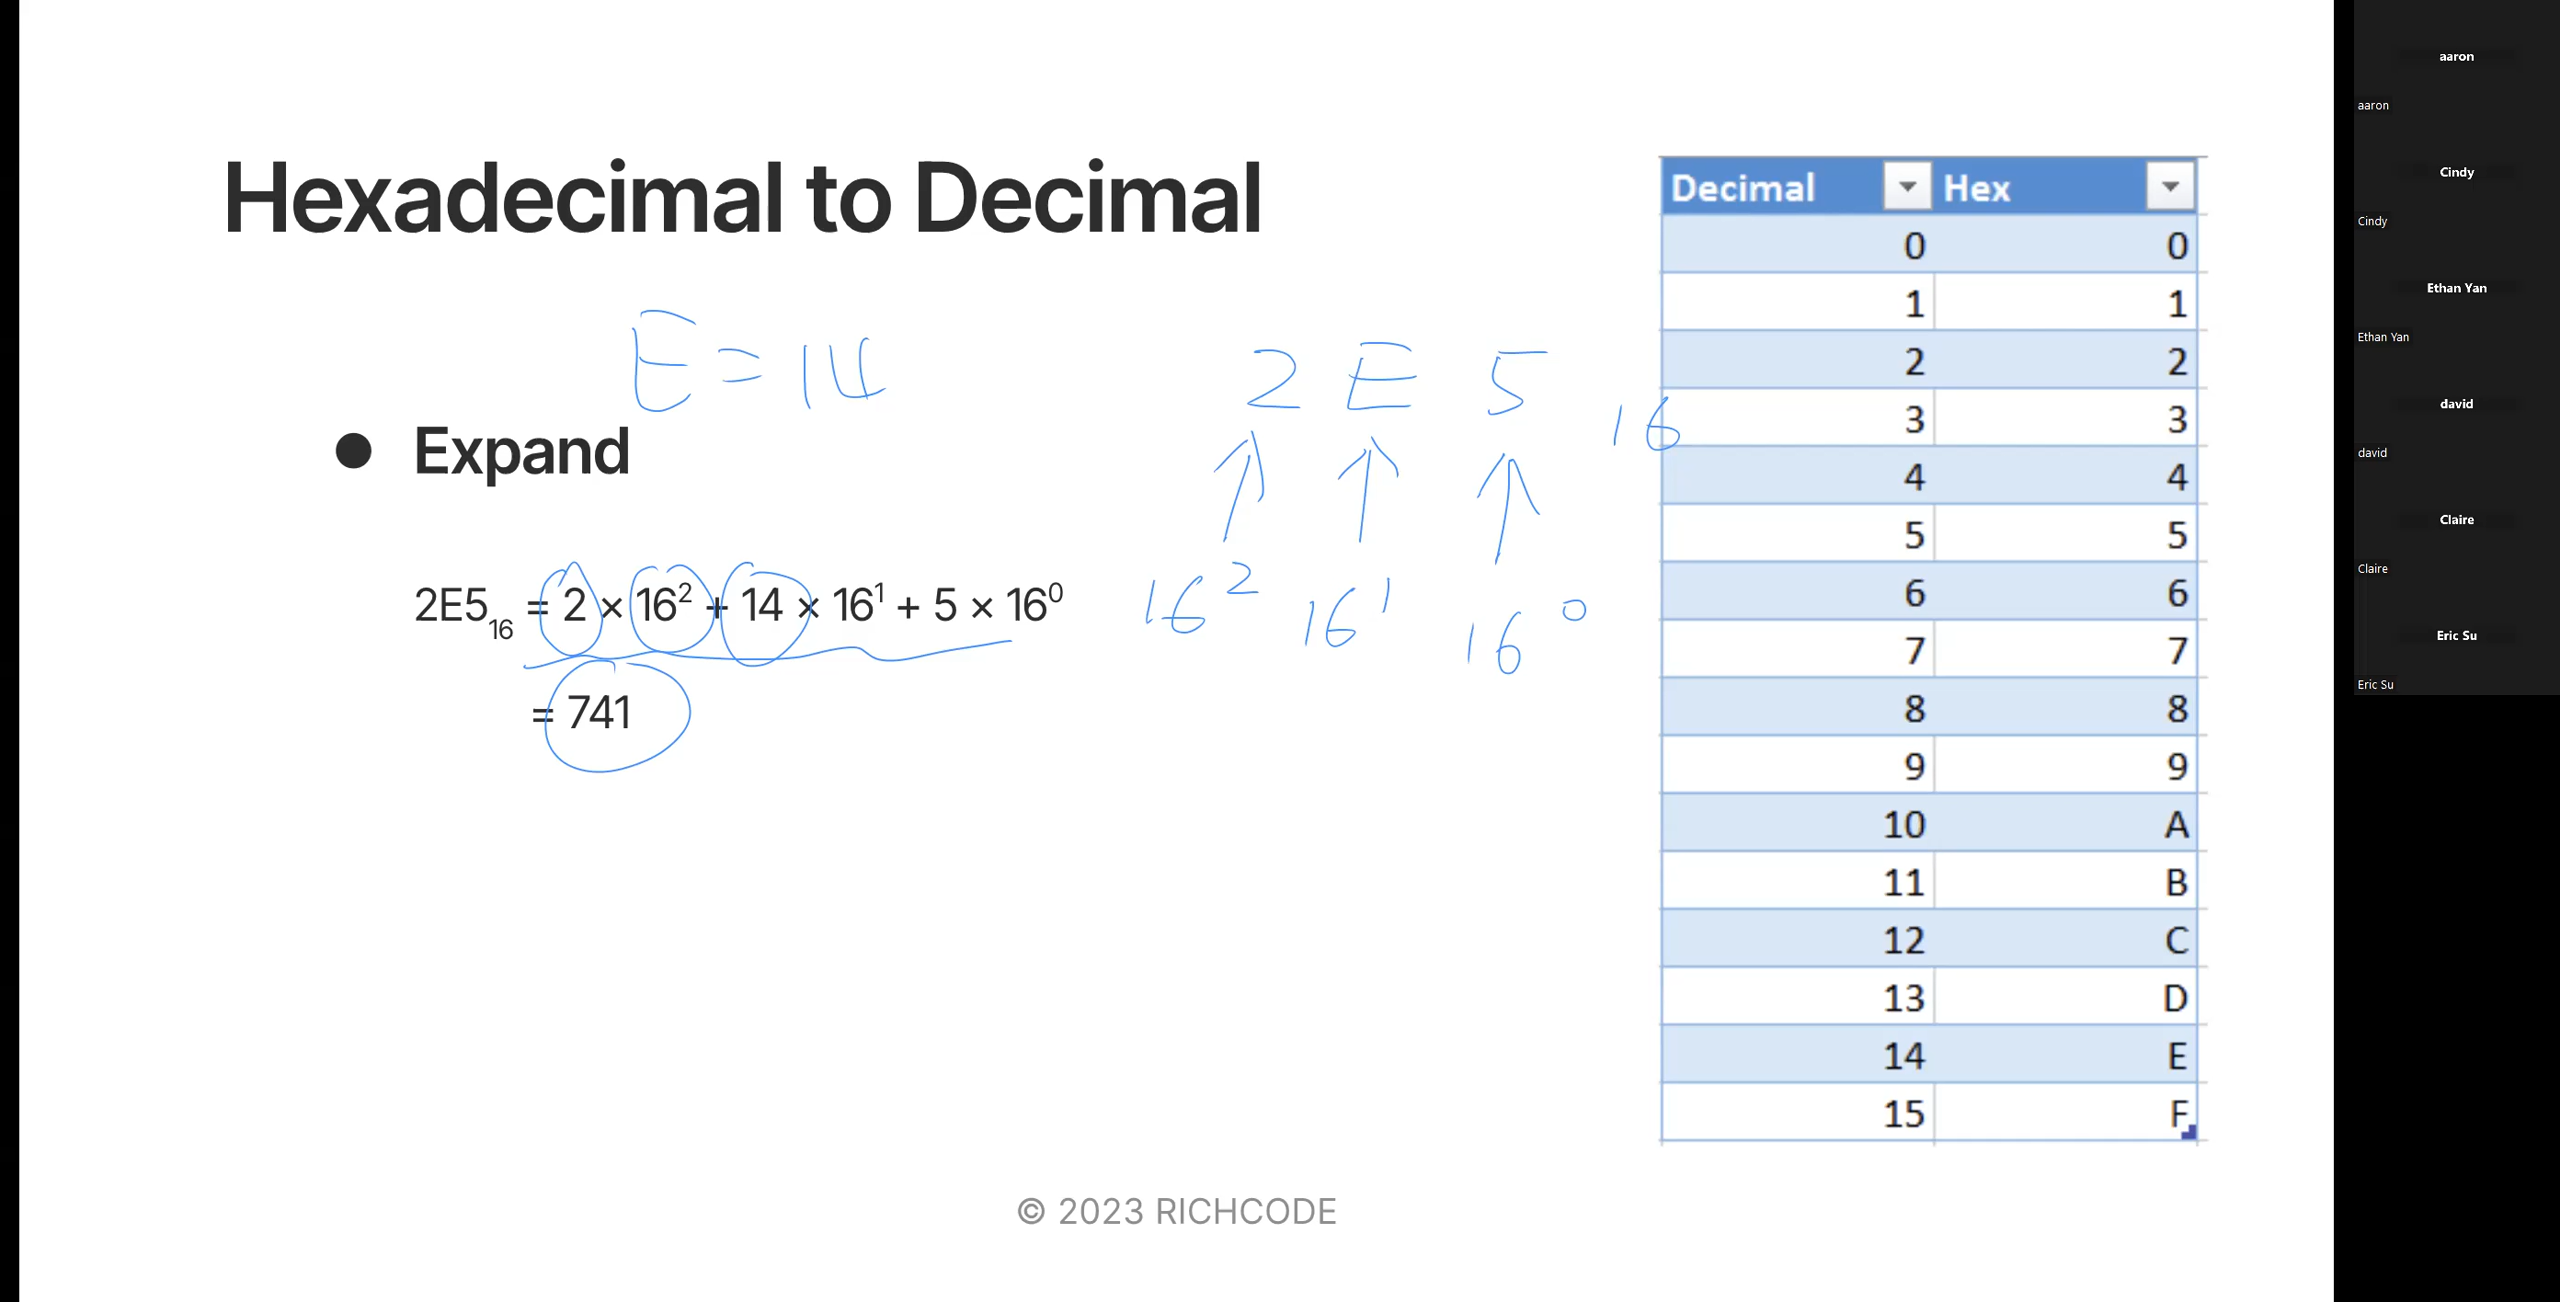 Hexadecimal to Decimal
E = 14
2 E 5 16
● Expand
2E5₁₆ = 2 × 16² + 14 × 16¹ + 5 × 16⁰
16² 16¹ 16⁰
= 741
Decimal Hex
0 0
1 1
2 2
3 3
4 4
5 5
6 6
7 7
8 8
9 9
10 A
11 B
12 C
13 D
14 E
15 F
© 2023 RICHCODE
aaron
aaron
Cindy
Cindy
Ethan Yan
Ethan Yan
david
david
Claire
Claire
Eric Su
Eric Su